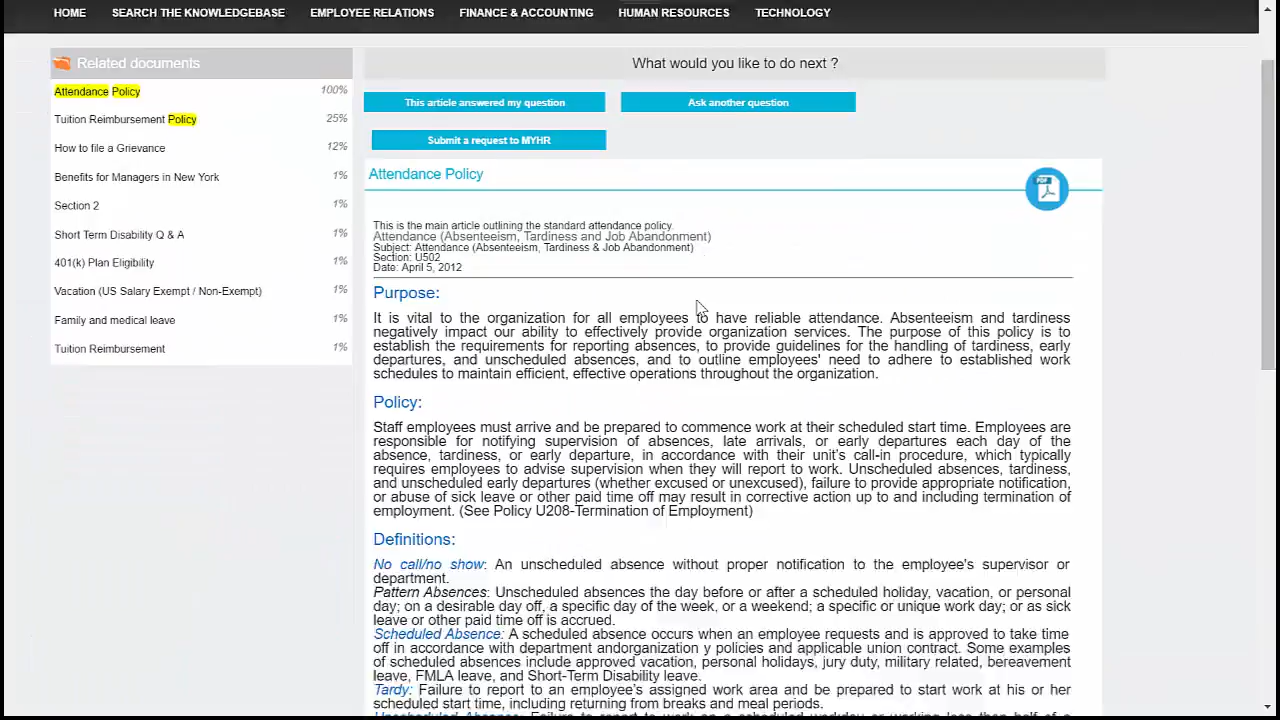 HOME SEARCH THE KNOWLEDGEBASE EMPLOYEE RELATIONS FINANCE & ACCOUNTING HUMAN RESOURCES TECHNOLOGY
Related documents
Attendance Policy 100%
Tuition Reimbursement Policy 25%
How to file a Grievance 12%
Benefits for Managers in New York 1%
Section 2 1%
Short Term Disability Q & A 1%
401(k) Plan Eligibility 1%
Vacation (US Salary Exempt / Non-Exempt) 1%
Family and medical leave 1%
Tuition Reimbursement 1%
What would you like to do next ?
This article answered my question
Ask another question
Submit a request to MYHR
Attendance Policy
PDF
This is the main article outlining the standard attendance policy.
Attendance (Absenteeism, Tardiness and Job Abandonment)
Subject: Attendance (Absenteeism, Tardiness & Job Abandonment)
Section: U502
Date: April 5, 2012
Purpose:
It is vital to the organization for all employees to have reliable attendance. Absenteeism and tardiness
negatively impact our ability to effectively provide organization services. The purpose of this policy is to
establish the requirements for reporting absences, to provide guidelines for the handling of tardiness, early
departures, and unscheduled absences, and to outline employees' need to adhere to established work
schedules to maintain efficient, effective operations throughout the organization.
Policy:
Staff employees must arrive and be prepared to commence work at their scheduled start time. Employees are
responsible for notifying supervision of absences, late arrivals, or early departures each day of the
absence, tardiness, or early departure, in accordance with their unit's call-in procedure, which typically
requires employees to advise supervision when they will report to work. Unscheduled absences, tardiness,
and unscheduled early departures (whether excused or unexcused), failure to provide appropriate notification,
or abuse of sick leave or other paid time off may result in corrective action up to and including termination of
employment. (See Policy U208-Termination of Employment)
Definitions:
No call/no show: An unscheduled absence without proper notification to the employee's supervisor or
department.
Pattern Absences: Unscheduled absences the day before or after a scheduled holiday, vacation, or personal
day; on a desirable day off, a specific day of the week, or a weekend; a specific or unique work day; or as sick
leave or other paid time off is accrued.
Scheduled Absence: A scheduled absence occurs when an employee requests and is approved to take time
off in accordance with department andorganization y policies and applicable union contract. Some examples
of scheduled absences include approved vacation, personal holidays, jury duty, military related, bereavement
leave, FMLA leave, and Short-Term Disability leave.
Tardy: Failure to report to an employee's assigned work area and be prepared to start work at his or her
scheduled start time, including returning from breaks and meal periods.
Unscheduled Absence: Failure to report to work on a scheduled workday or working less than half of a